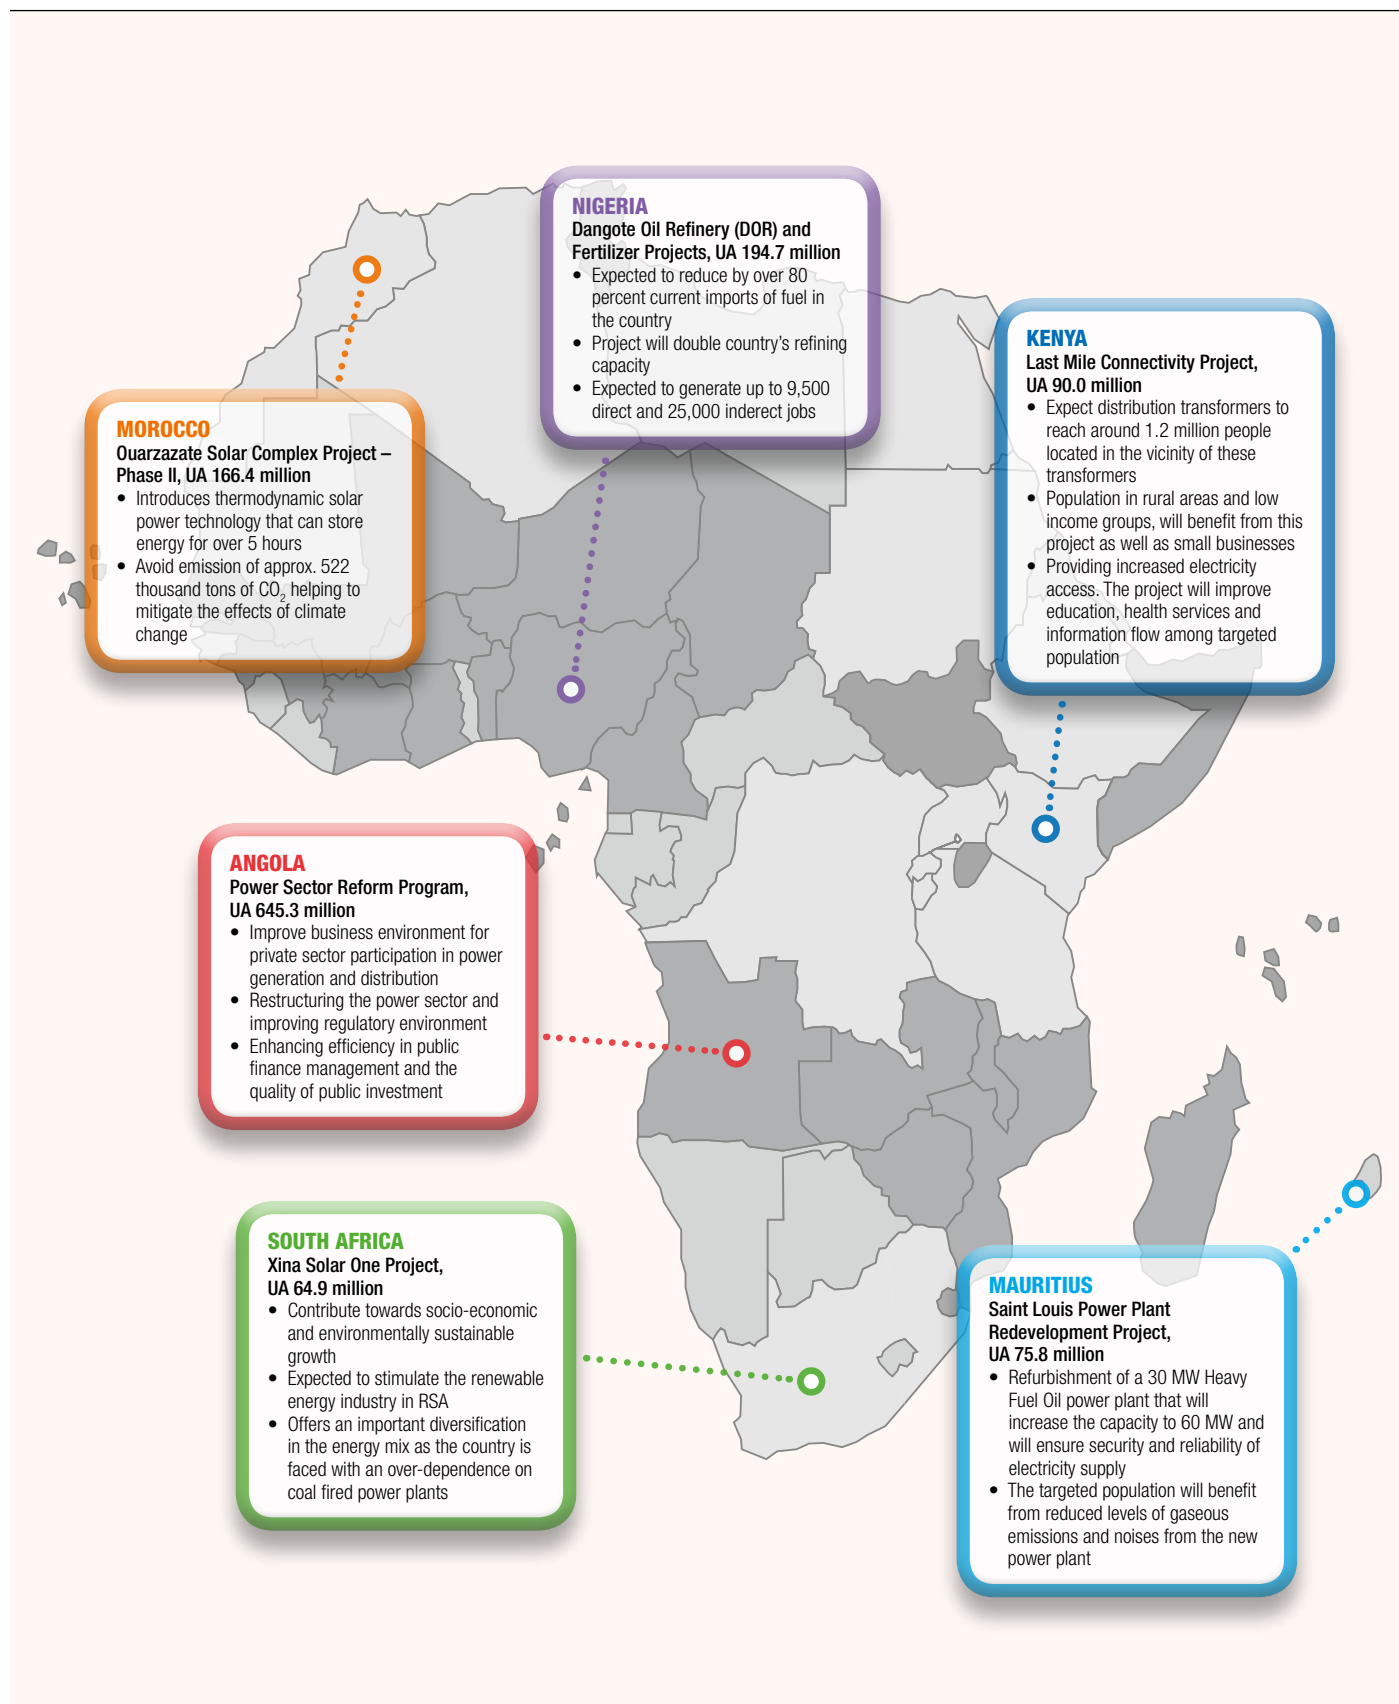 NIGERIA
Dangote Oil Refinery (DOR) and
Fertilizer Projects, UA 194.7 million
• Expected to reduce by over 80
percent current imports of fuel in
the country
• Project will double country's refining
capacity
• Expected to generate up to 9,500
direct and 25,000 inderect jobs
KENYA
Last Mile Connectivity Project,
UA 90.0 million
• Expect distribution transformers to
reach around 1.2 million people
located in the vicinity of these
transformers
• Population in rural areas and low
income groups, will benefit from this
project as well as small businesses
• Providing increased electricity
access. The project will improve
education, health services and
information flow among targeted
population
MOROCCO
Ouarzazate Solar Complex Project –
Phase II, UA 166.4 million
• Introduces thermodynamic solar
power technology that can store
energy for over 5 hours
• Avoid emission of approx. 522
thousand tons of CO2 helping to
mitigate the effects of climate
change
ANGOLA
Power Sector Reform Program,
UA 645.3 million
• Improve business environment for
private sector participation in power
generation and distribution
• Restructuring the power sector and
improving regulatory environment
• Enhancing efficiency in public
finance management and the
quality of public investment
SOUTH AFRICA
Xina Solar One Project,
UA 64.9 million
• Contribute towards socio-economic
and environmentally sustainable
growth
• Expected to stimulate the renewable
energy industry in RSA
• Offers an important diversification
in the energy mix as the country is
faced with an over-dependence on
coal fired power plants
MAURITIUS
Saint Louis Power Plant
Redevelopment Project,
UA 75.8 million
• Refurbishment of a 30 MW Heavy
Fuel Oil power plant that will
increase the capacity to 60 MW and
will ensure security and reliability of
electricity supply
• The targeted population will benefit
from reduced levels of gaseous
emissions and noises from the new
power plant